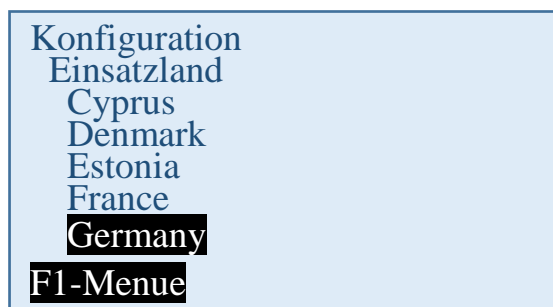 Konfiguration
Einsatzland
Cyprus
Denmark
Estonia
France
Germany
F1-Menue